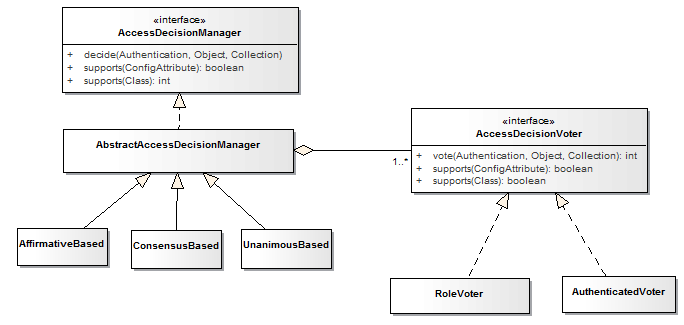 «interface»
AccessDecisionManager
+ decide(Authentication, Object, Collection)
+ supports(ConfigAttribute): boolean
+ supports(Class): int
AbstractAccessDecisionManager
«interface»
AccessDecisionVoter
+ vote(Authentication, Object, Collection): int
+ supports(ConfigAttribute): boolean
+ supports(Class): boolean
1..*
AffirmativeBased
ConsensusBased
UnanimousBased
RoleVoter
AuthenticatedVoter